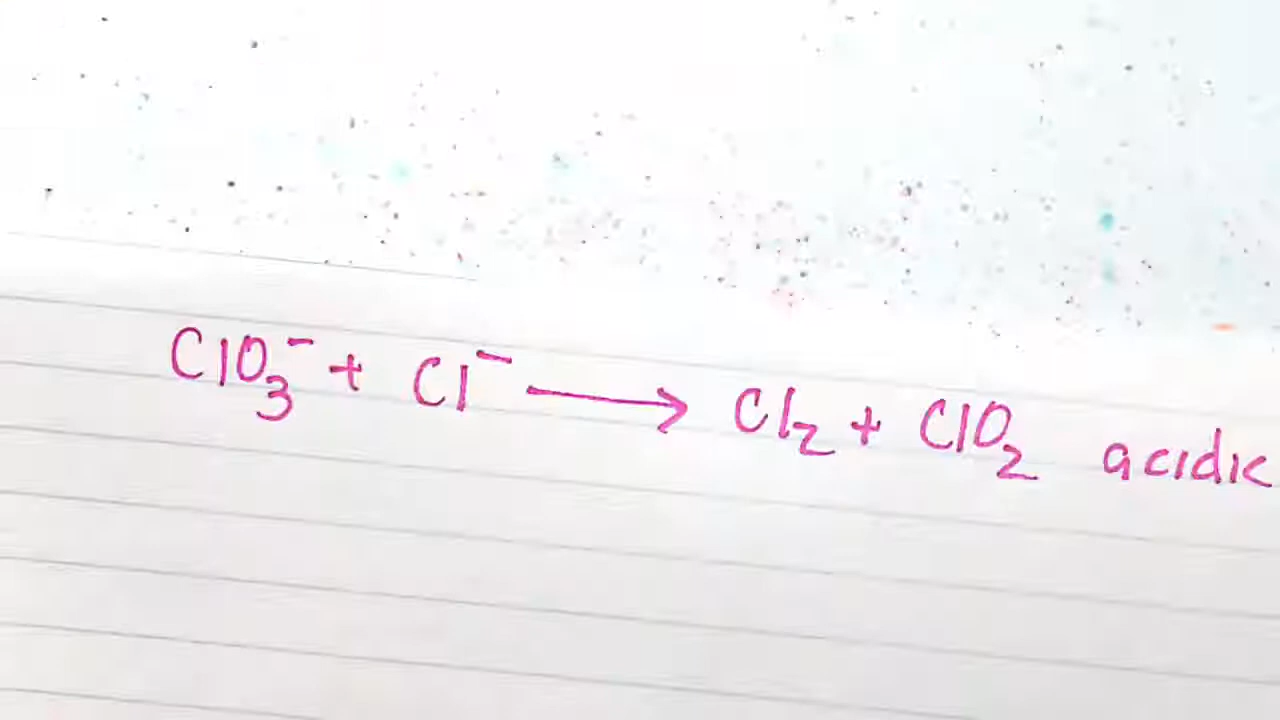 ClO₃⁻ + Cl⁻ ⟶ Cl₂ + ClO₂ acidic